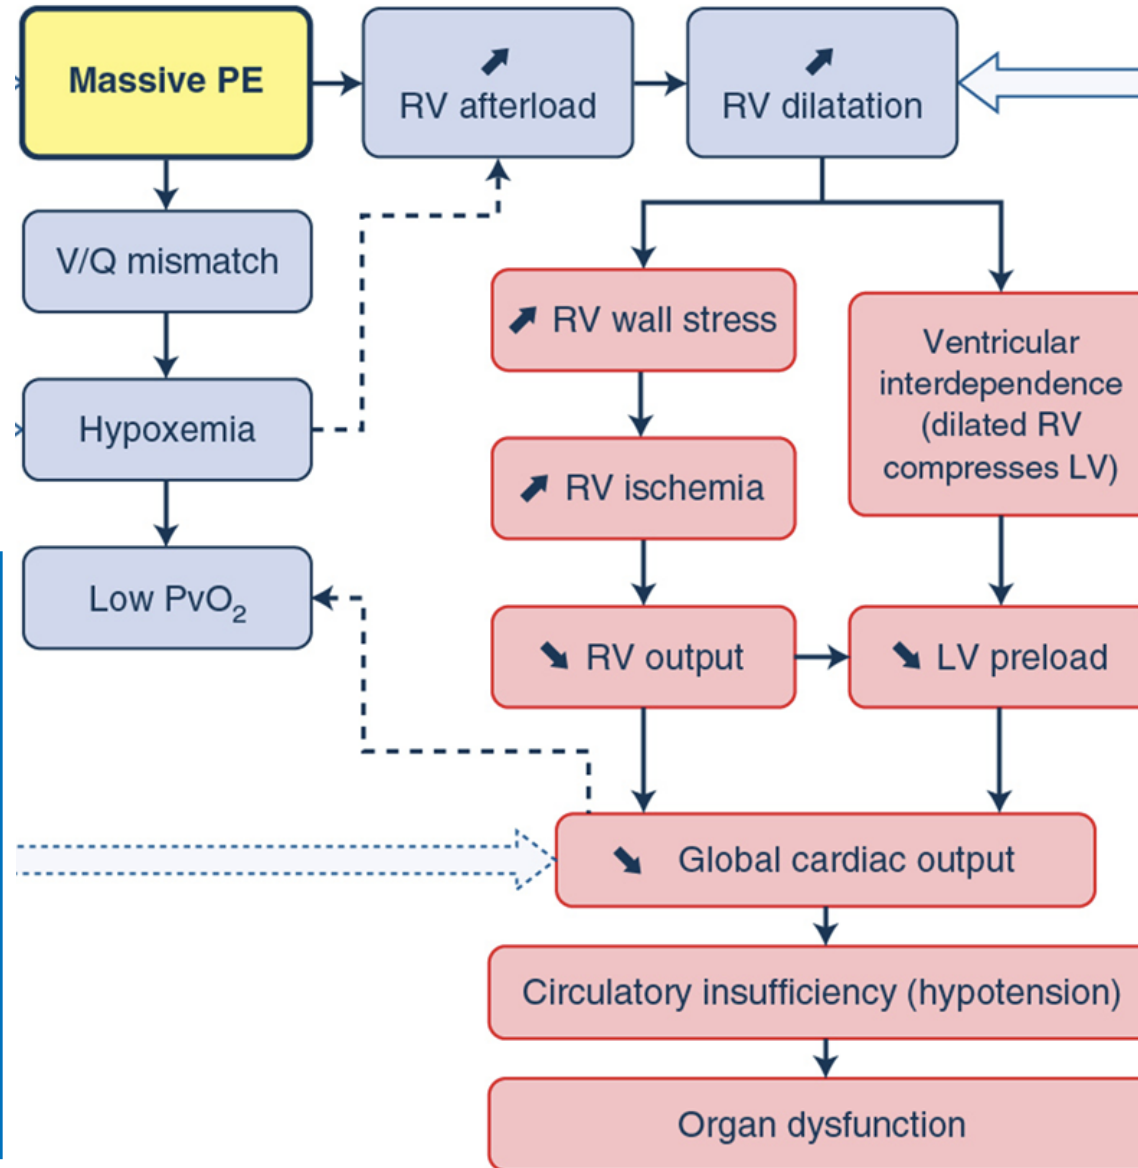 Massive PE
RV afterload
RV dilatation
V/Q mismatch
RV wall stress
Ventricular
interdependence
(dilated RV
compresses LV)
Hypoxemia
RV ischemia
Low PvO₂
RV output
LV preload
Global cardiac output
Circulatory insufficiency (hypotension)
Organ dysfunction